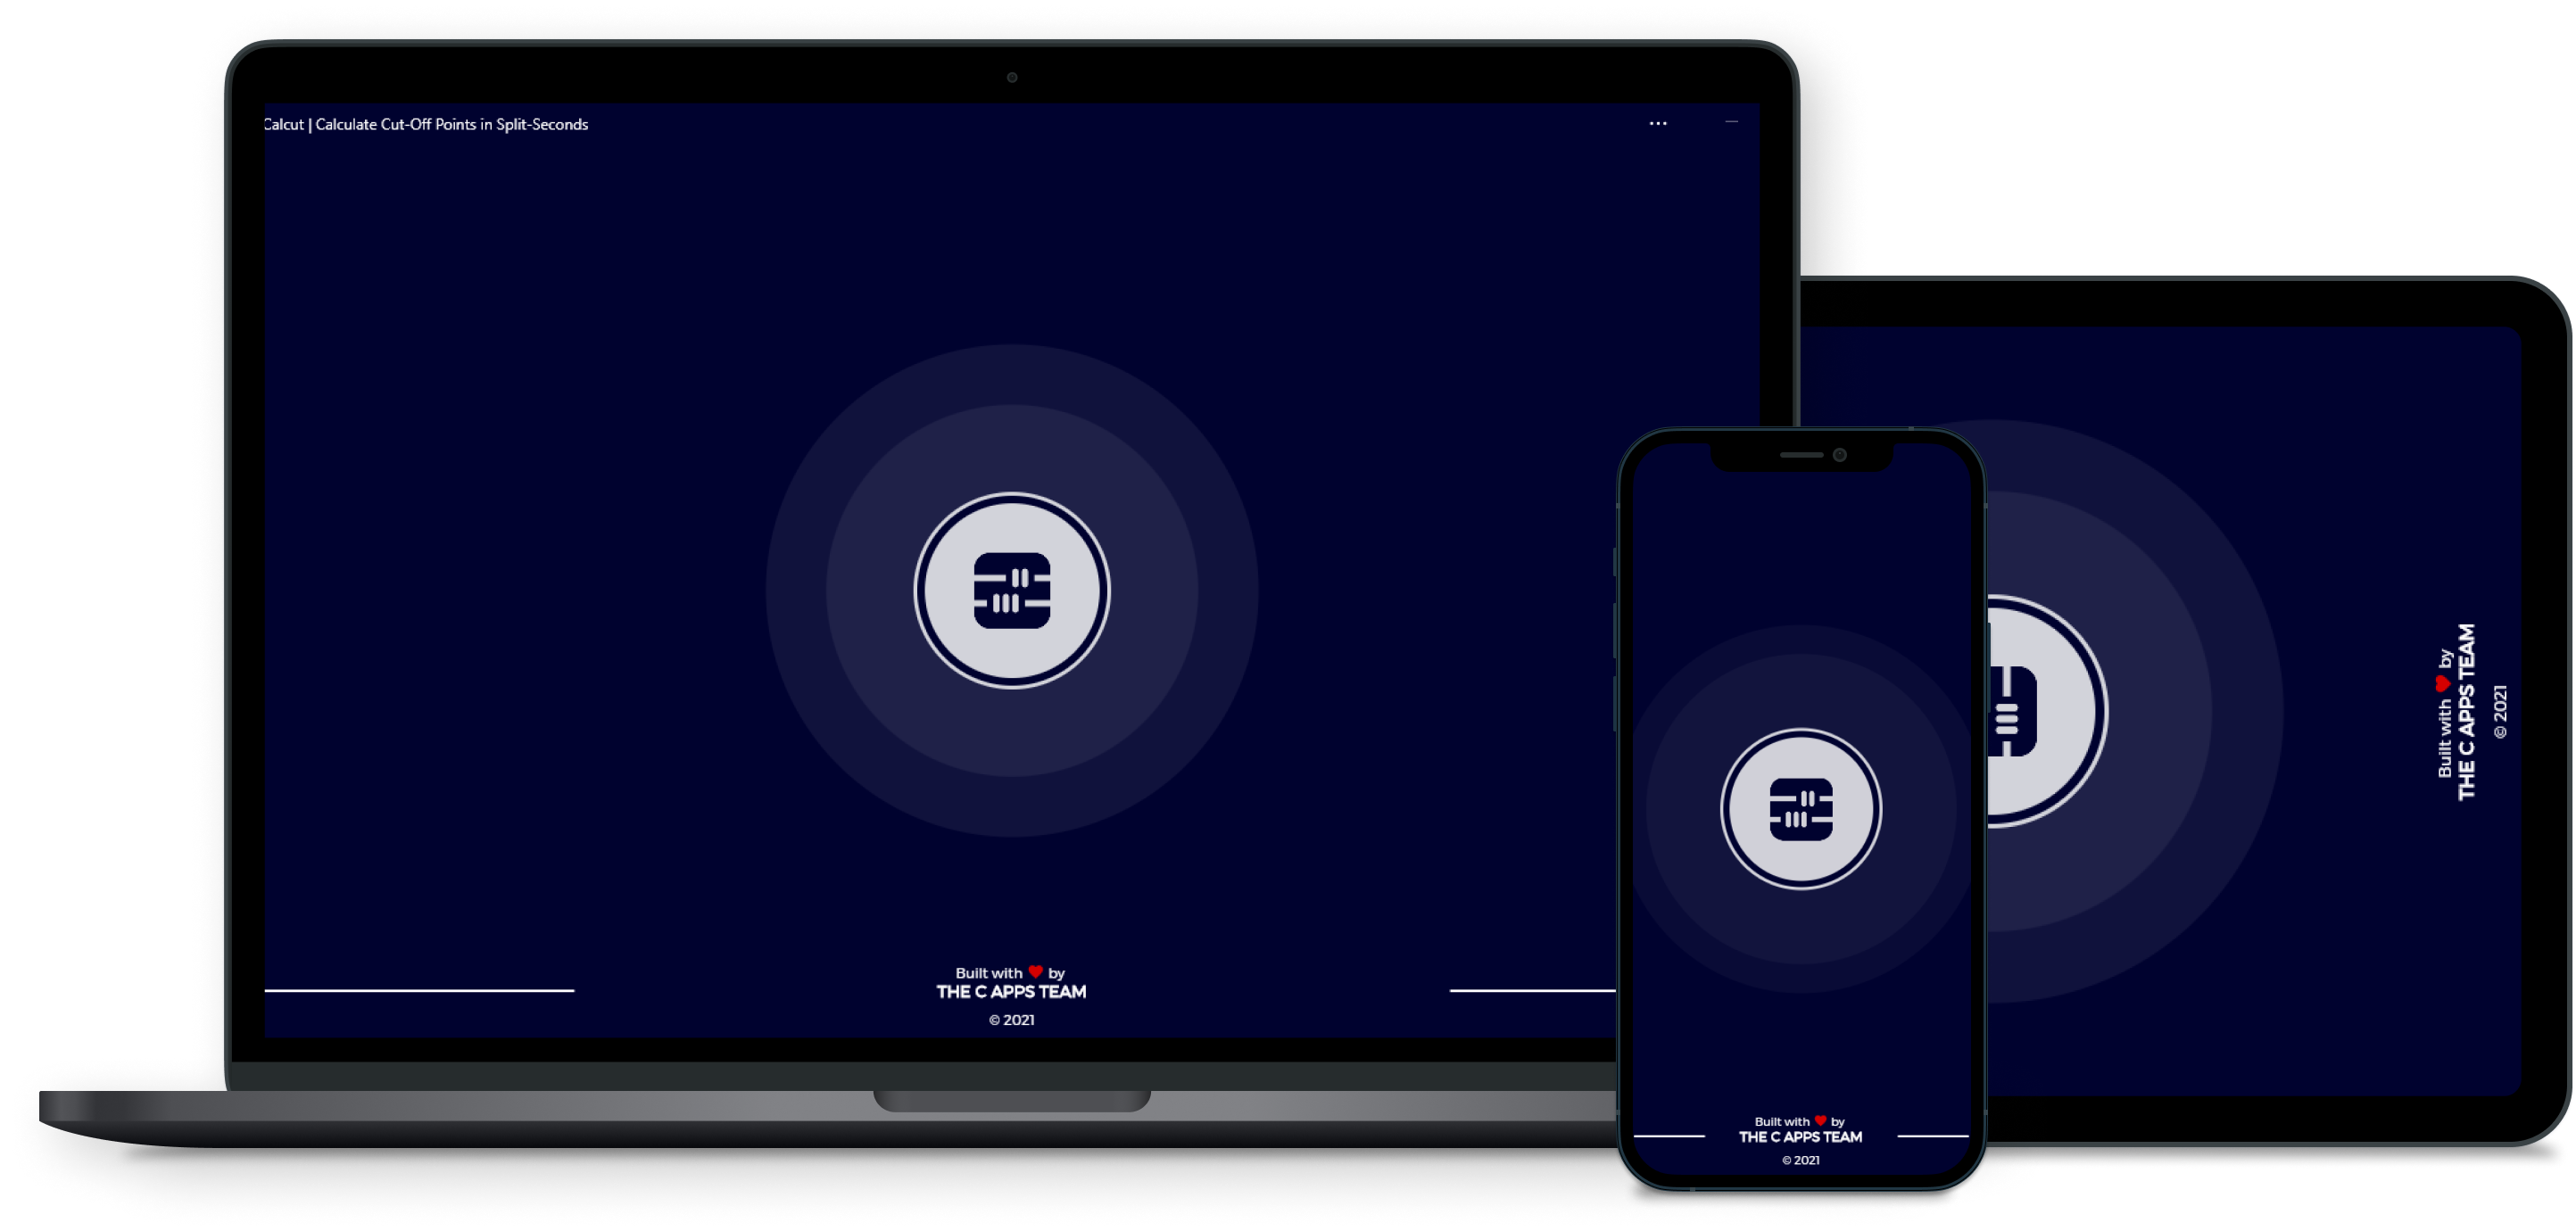 Calcut | Calculate Cut-Off Points in Split-Seconds
Built with ❤ by
THE C APPS TEAM
© 2021
Built with ❤ by
THE C APPS TEAM
© 2021
Built with ❤ by
THE C APPS TEAM
© 2021